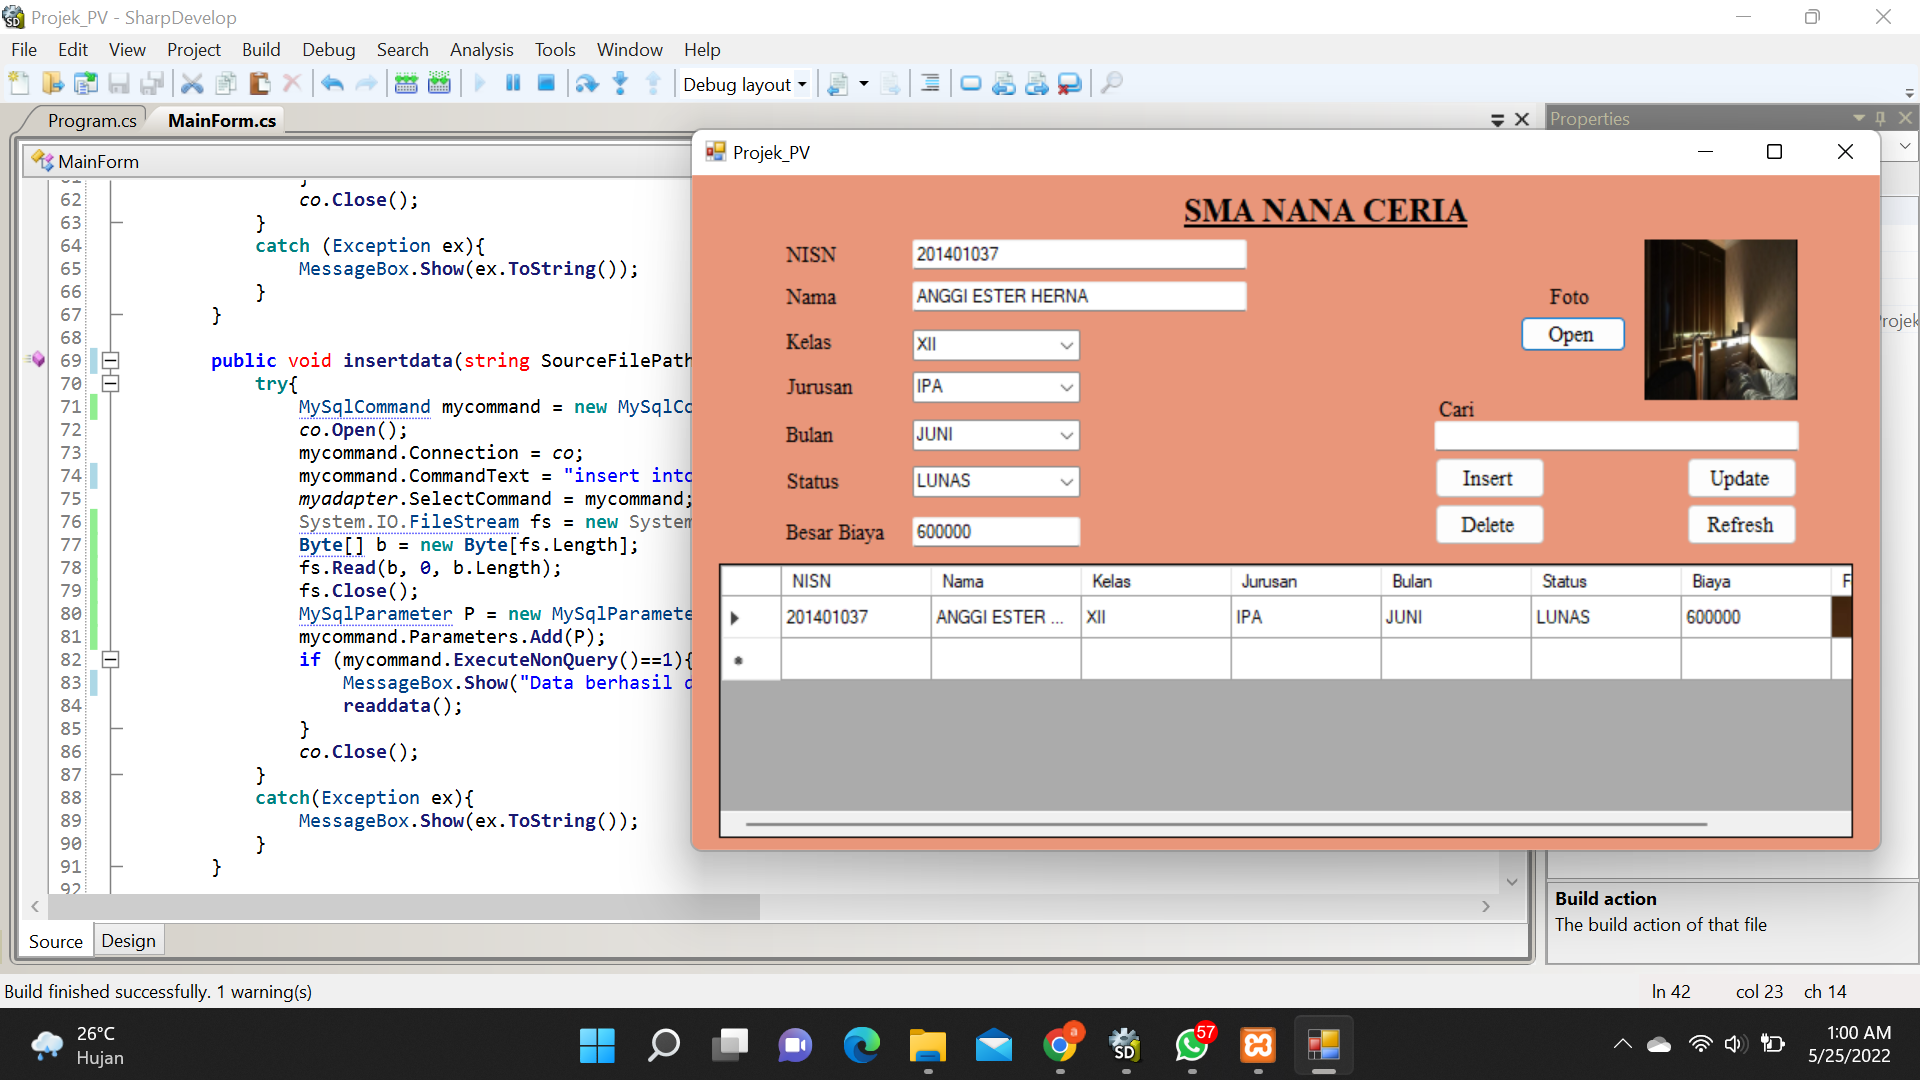 Projek_PV - SharpDevelop
File Edit View Project Build Debug Search Analysis Tools Window Help
Debug layout
Program.cs MainForm.cs
Properties
MainForm
62 co.Close();
63 }
64 catch (Exception ex){
65 MessageBox.Show(ex.ToString());
66 }
67 }
68
69 public void insertdata(string SourceFilePath
70 try{
71 MySqlCommand mycommand = new MySqlCo
72 co.Open();
73 mycommand.Connection = co;
74 mycommand.CommandText = "insert into
75 myadapter.SelectCommand = mycommand;
76 System.IO.FileStream fs = new System
77 Byte[] b = new Byte[fs.Length];
78 fs.Read(b, 0, b.Length);
79 fs.Close();
80 MySqlParameter P = new MySqlParamete
81 mycommand.Parameters.Add(P);
82 if (mycommand.ExecuteNonQuery()==1){
83 MessageBox.Show("Data berhasil d
84 readdata();
85 }
86 co.Close();
87 }
88 catch(Exception ex){
89 MessageBox.Show(ex.ToString());
90 }
91 }
92
Source Design
Projek_PV
SMA NANA CERIA
NISN 201401037
Nama ANGGI ESTER HERNA
Kelas XII
Jurusan IPA
Bulan JUNI
Status LUNAS
Besar Biaya 600000
Foto
Open
Cari
Insert Update
Delete Refresh
NISN Nama Kelas Jurusan Bulan Status Biaya F
201401037 ANGGI ESTER ... XII IPA JUNI LUNAS 600000
Projek
Build action
The build action of that file
Build finished successfully. 1 warning(s)
ln 42 col 23 ch 14
26°C
Hujan
a
SD
57
1:00 AM
5/25/2022